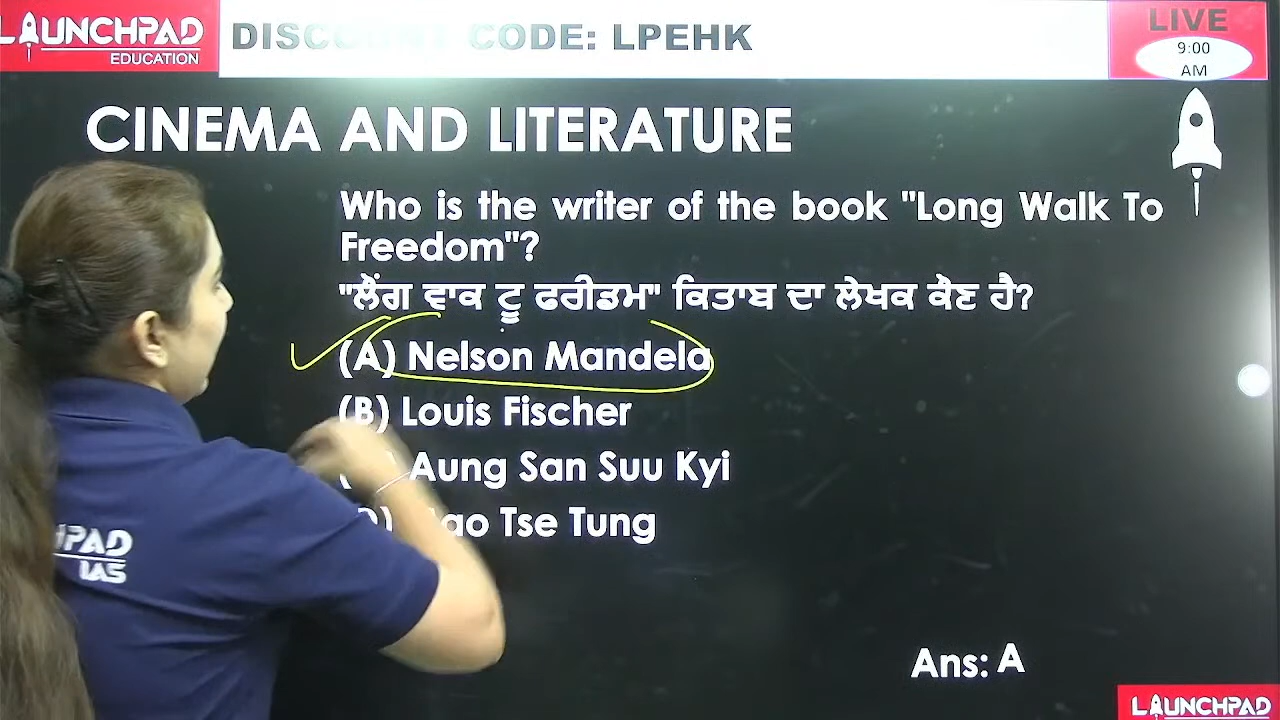 LAUNCHPAD
EDUCATION
DISCOUNT CODE: LPEHK
LIVE
9:00
AM
CINEMA AND LITERATURE
Who is the writer of the book "Long Walk To
Freedom"?
"ਲੌਂਗ ਵਾਕ ਟੂ ਫਰੀਡਮ" ਕਿਤਾਬ ਦਾ ਲੇਖਕ ਕੌਣ ਹੈ?
(A) Nelson Mandela
(B) Louis Fischer
Aung San Suu Kyi
Tse Tung
IAS
Ans: A
LAUNCHPAD